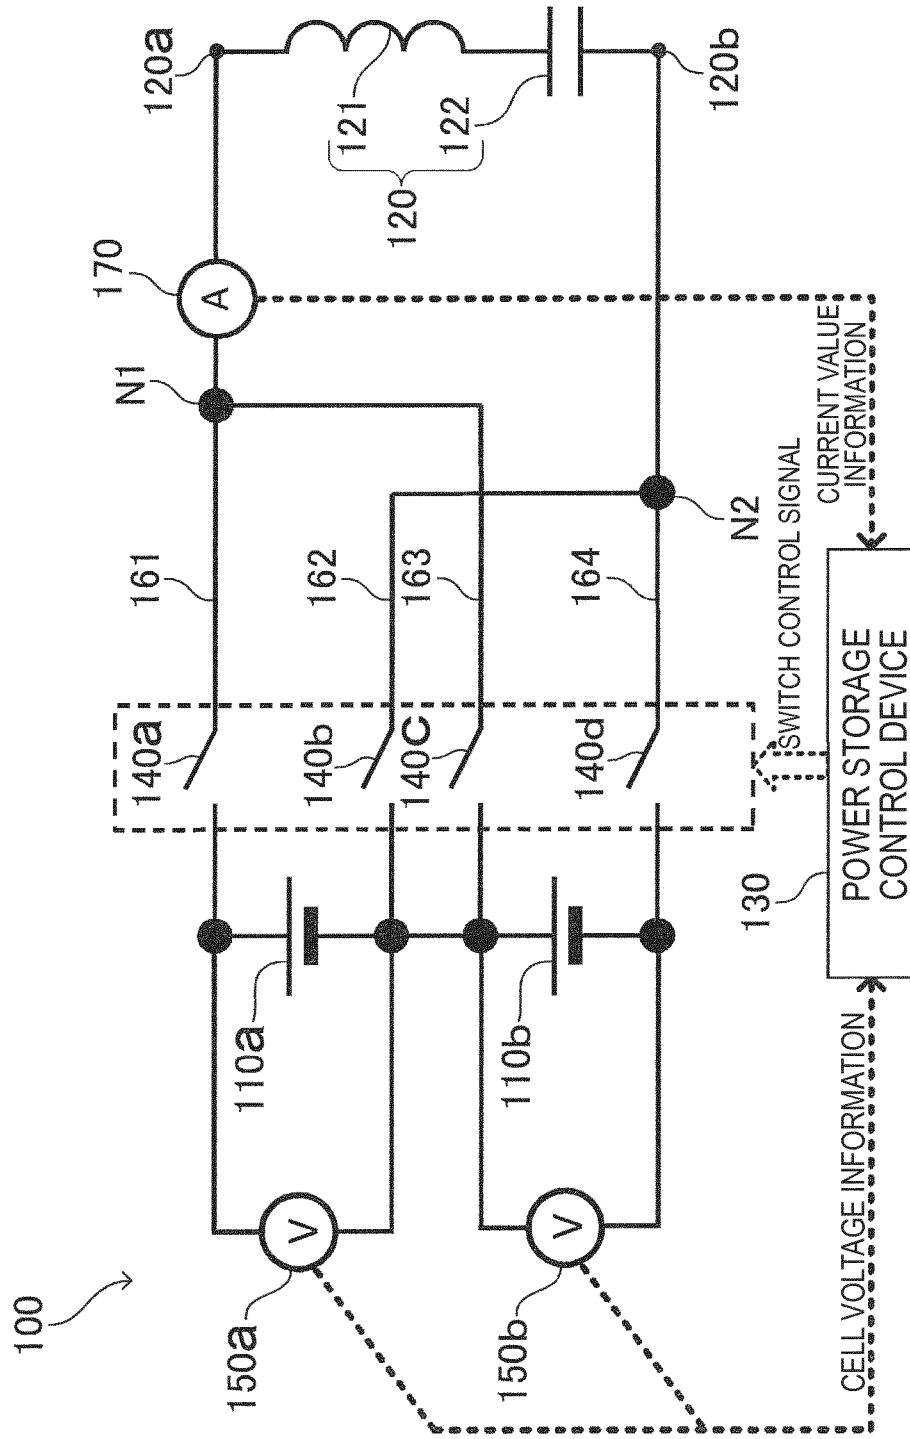 100
150a
V
150b
V
110a
110b
140a
140b
140C
140d
161
162
163
164
N1
N2
170
A
120a
121
122
120
120b
130
POWER STORAGE
CONTROL DEVICE
CELL VOLTAGE INFORMATION
SWITCH CONTROL SIGNAL
CURRENT VALUE
INFORMATION